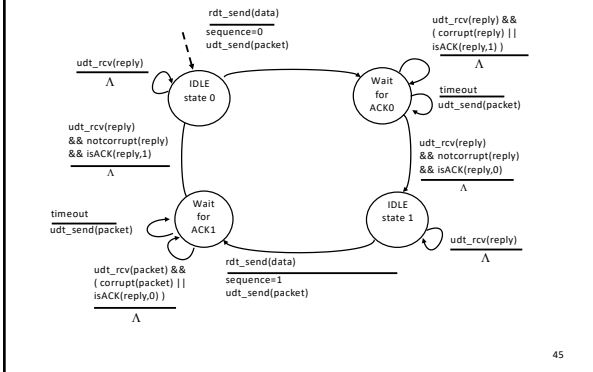 rdt_send(data)
sequence=0
udt_send(packet)
udt_rcv(reply) &&
( corrupt(reply) ||
isACK(reply,1) )
Λ
udt_rcv(reply)
Λ
IDLE
state 0
Wait
for
ACK0
timeout
udt_send(packet)
udt_rcv(reply)
&& notcorrupt(reply)
&& isACK(reply,1)
Λ
udt_rcv(reply)
&& notcorrupt(reply)
&& isACK(reply,0)
Λ
Wait
for
ACK1
IDLE
state 1
timeout
udt_send(packet)
udt_rcv(reply)
Λ
udt_rcv(packet) &&
( corrupt(packet) ||
isACK(reply,0) )
Λ
rdt_send(data)
sequence=1
udt_send(packet)
45